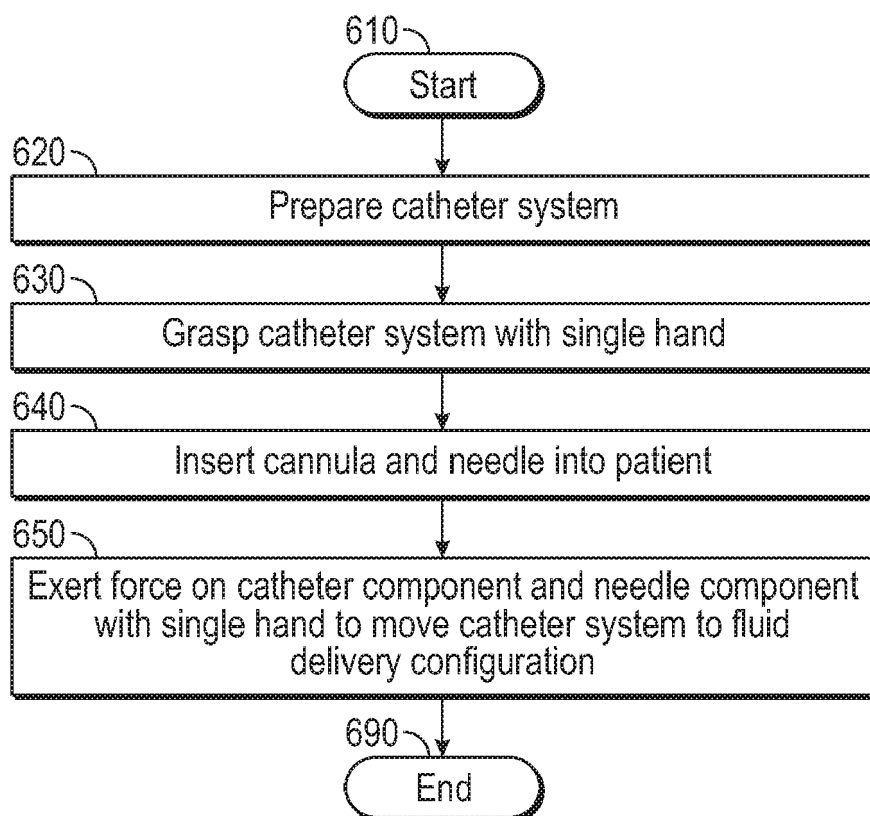 610
Start
620
Prepare catheter system
630
Grasp catheter system with single hand
640
Insert cannula and needle into patient
650
Exert force on catheter component and needle component
with single hand to move catheter system to fluid
delivery configuration
690
End